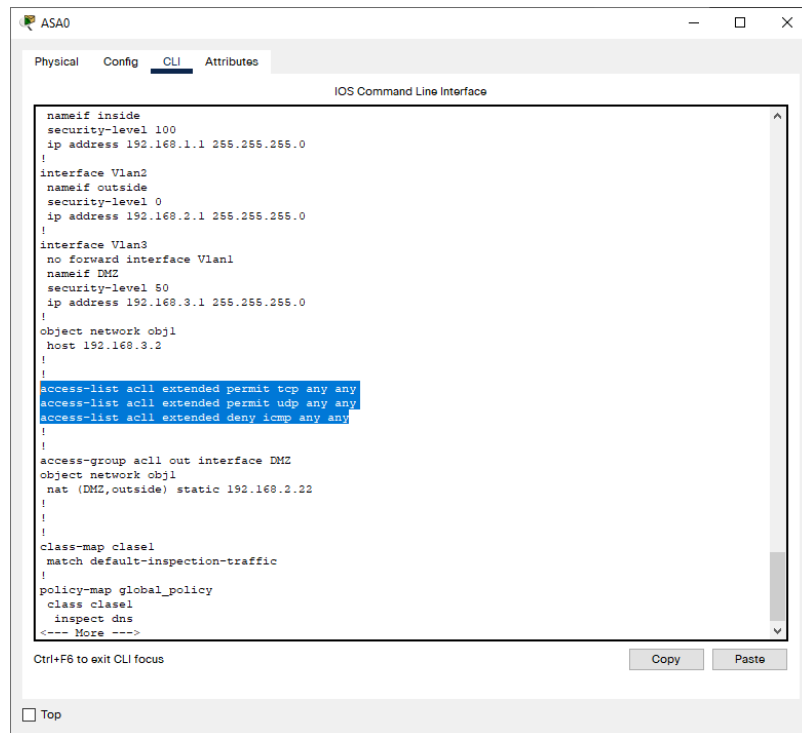 ASA0
Physical Config CLI Attributes
IOS Command Line Interface
nameif inside
security-level 100
ip address 192.168.1.1 255.255.255.0
!
interface Vlan2
nameif outside
security-level 0
ip address 192.168.2.1 255.255.255.0
!
interface Vlan3
no forward interface Vlan1
nameif DMZ
security-level 50
ip address 192.168.3.1 255.255.255.0
!
object network obj1
host 192.168.3.2
!
!
access-list acl1 extended permit tcp any any
access-list acl1 extended permit udp any any
access-list acl1 extended deny icmp any any
!
!
access-group acl1 out interface DMZ
object network obj1
nat (DMZ,outside) static 192.168.2.22
!
!
!
class-map clase1
match default-inspection-traffic
!
policy-map global_policy
class clase1
inspect dns
<--- More --->
Ctrl+F6 to exit CLI focus
Copy Paste
Top